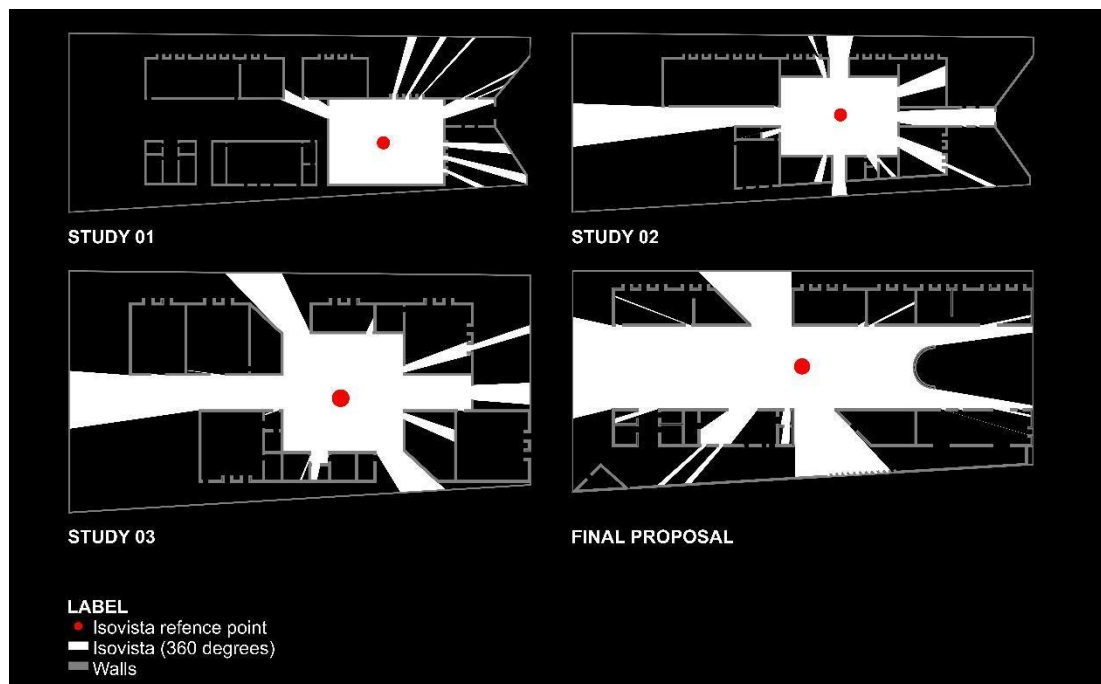 STUDY 01
STUDY 02
STUDY 03
FINAL PROPOSAL
LABEL
Isovista refence point
Isovista (360 degrees)
Walls